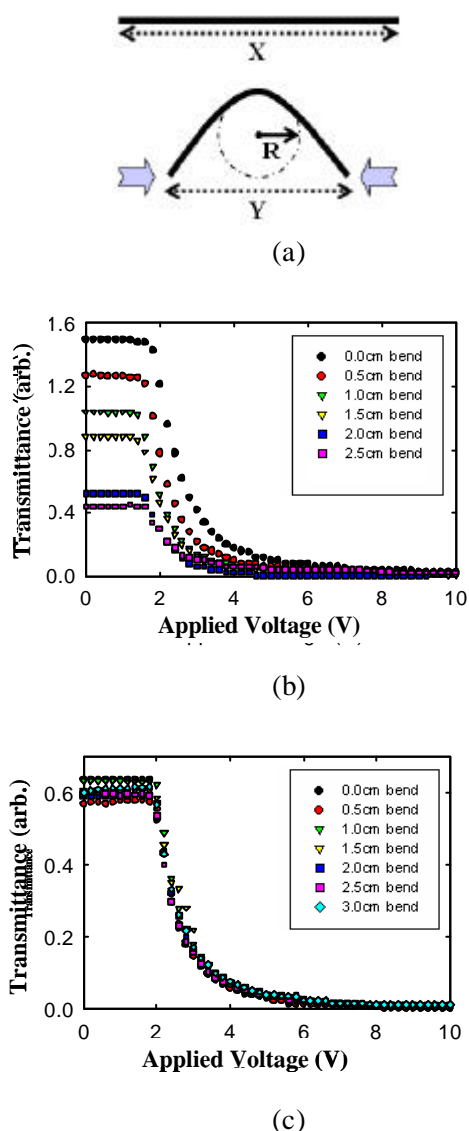 X
R
Y
(a)
1.6
1.2
0.8
0.4
0.0
Transmittance (arb.)
0.0cm bend
0.5cm bend
1.0cm bend
1.5cm bend
2.0cm bend
2.5cm bend
0 2 4 6 8 10
Applied Voltage (V)
(b)
0.6
0.4
0.2
0.0
Transmittance (arb.)
Transmittance
0.0cm bend
0.5cm bend
1.0cm bend
1.5cm bend
2.0cm bend
2.5cm bend
3.0cm bend
0 2 4 6 8 10
Applied Voltage (V)
(c)